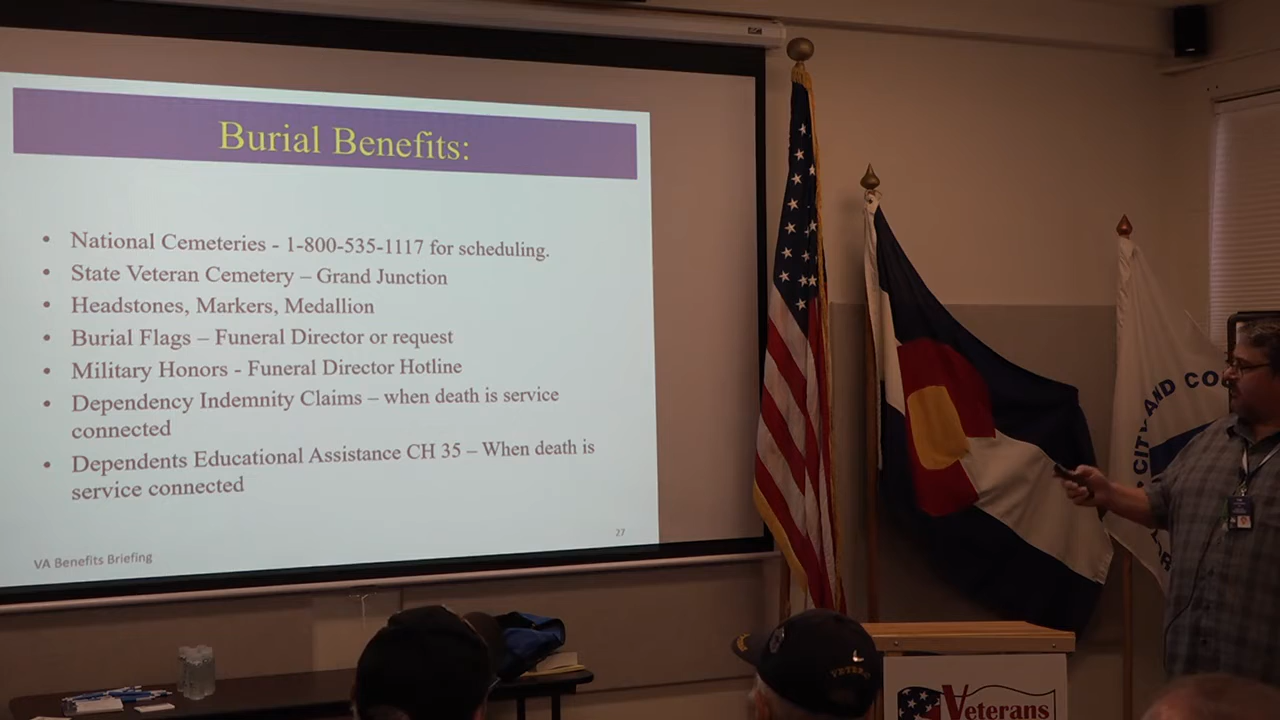 Burial Benefits:
• National Cemeteries - 1-800-535-1117 for scheduling.
• State Veteran Cemetery – Grand Junction
• Headstones, Markers, Medallion
• Burial Flags – Funeral Director or request
• Military Honors - Funeral Director Hotline
• Dependency Indemnity Claims – when death is service
connected
• Dependents Educational Assistance CH 35 – When death is
service connected
27
VA Benefits Briefing
CITY AND
Veterans